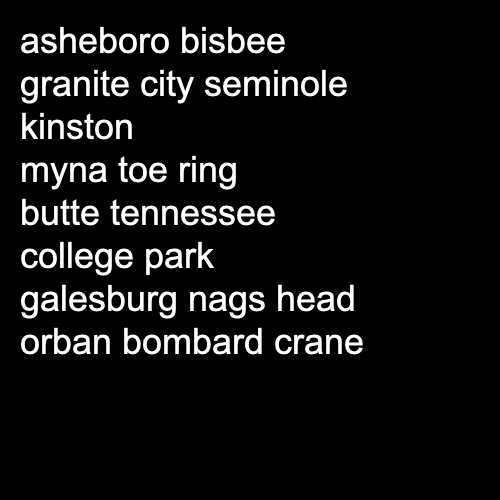 asheboro bisbee
granite city seminole
kinston
myna toe ring
butte tennessee
college park
galesburg nags head
orban bombard crane